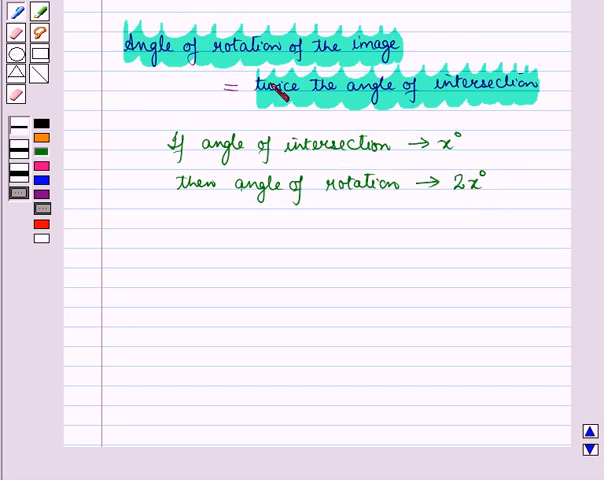 Angle of rotation of the image
= twice the angle of intersection
If angle of intersection → x°
then angle of rotation → 2x°